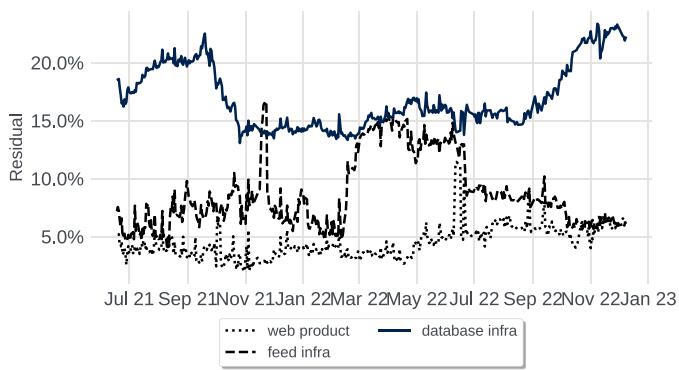 20.0%
15.0%
10.0%
5.0%
Residual
Jul 21 Sep 21 Nov 21 Jan 22 Mar 22 May 22 Jul 22 Sep 22 Nov 22 Jan 23
web product database infra
feed infra